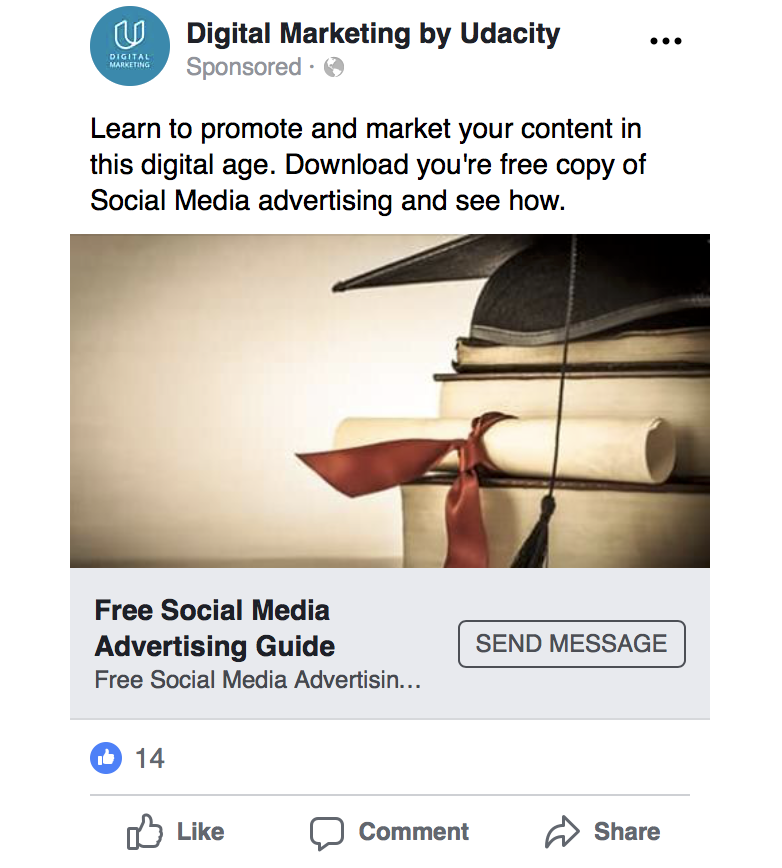 DIGITAL
MARKETING
Digital Marketing by Udacity
Sponsored ·
Learn to promote and market your content in
this digital age. Download you're free copy of
Social Media advertising and see how.
Free Social Media
Advertising Guide
Free Social Media Advertisin...
SEND MESSAGE
14
Like
Comment
Share